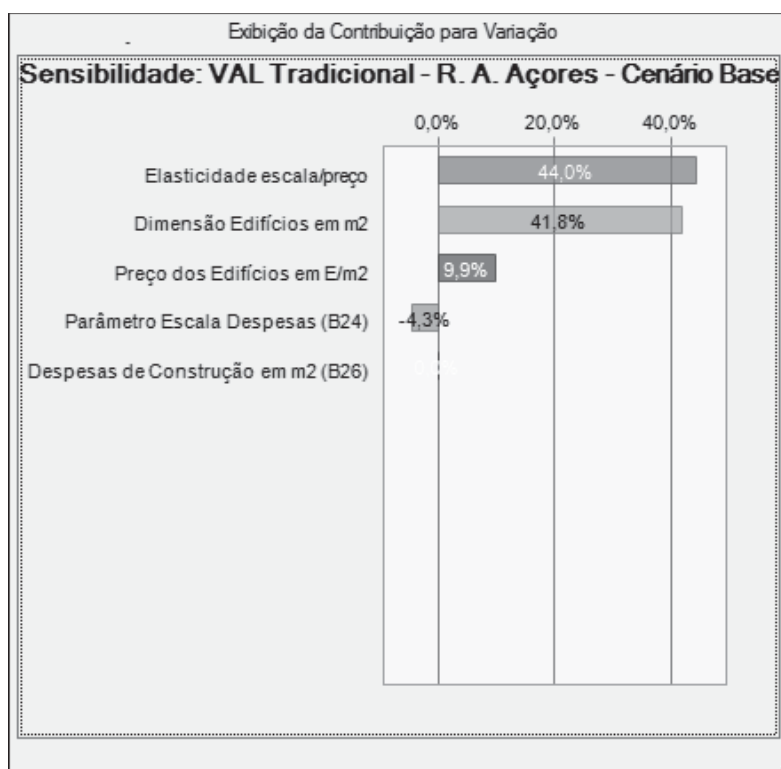 Exibição da Contribuição para Variação
Sensibilidade: VAL Tradicional - R. A. Açores - Cenário Base
0,0% 20,0% 40,0%
Elasticidade escala/preço 44,0%
Dimensão Edifícios em m2 41,8%
Preço dos Edifícios em E/m2 9,9%
Parâmetro Escala Despesas (B24) -4,3%
Despesas de Construção em m2 (B26) 0,0%